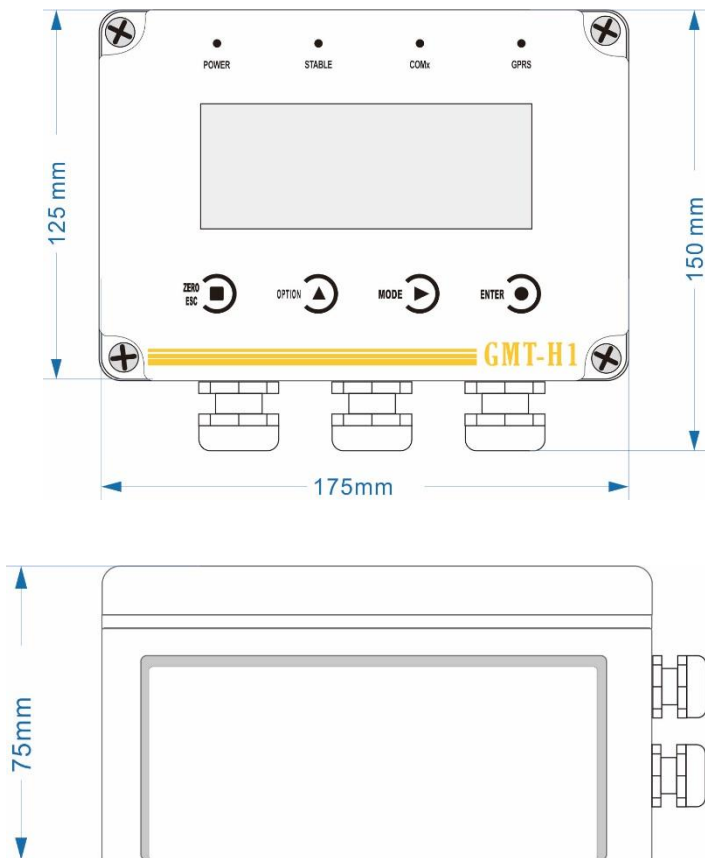 POWER
STABLE
COMx
GPRS
125 mm
150 mm
ZERO
ESC
OPTION
MODE
ENTER
GMT-H1
175mm
75mm